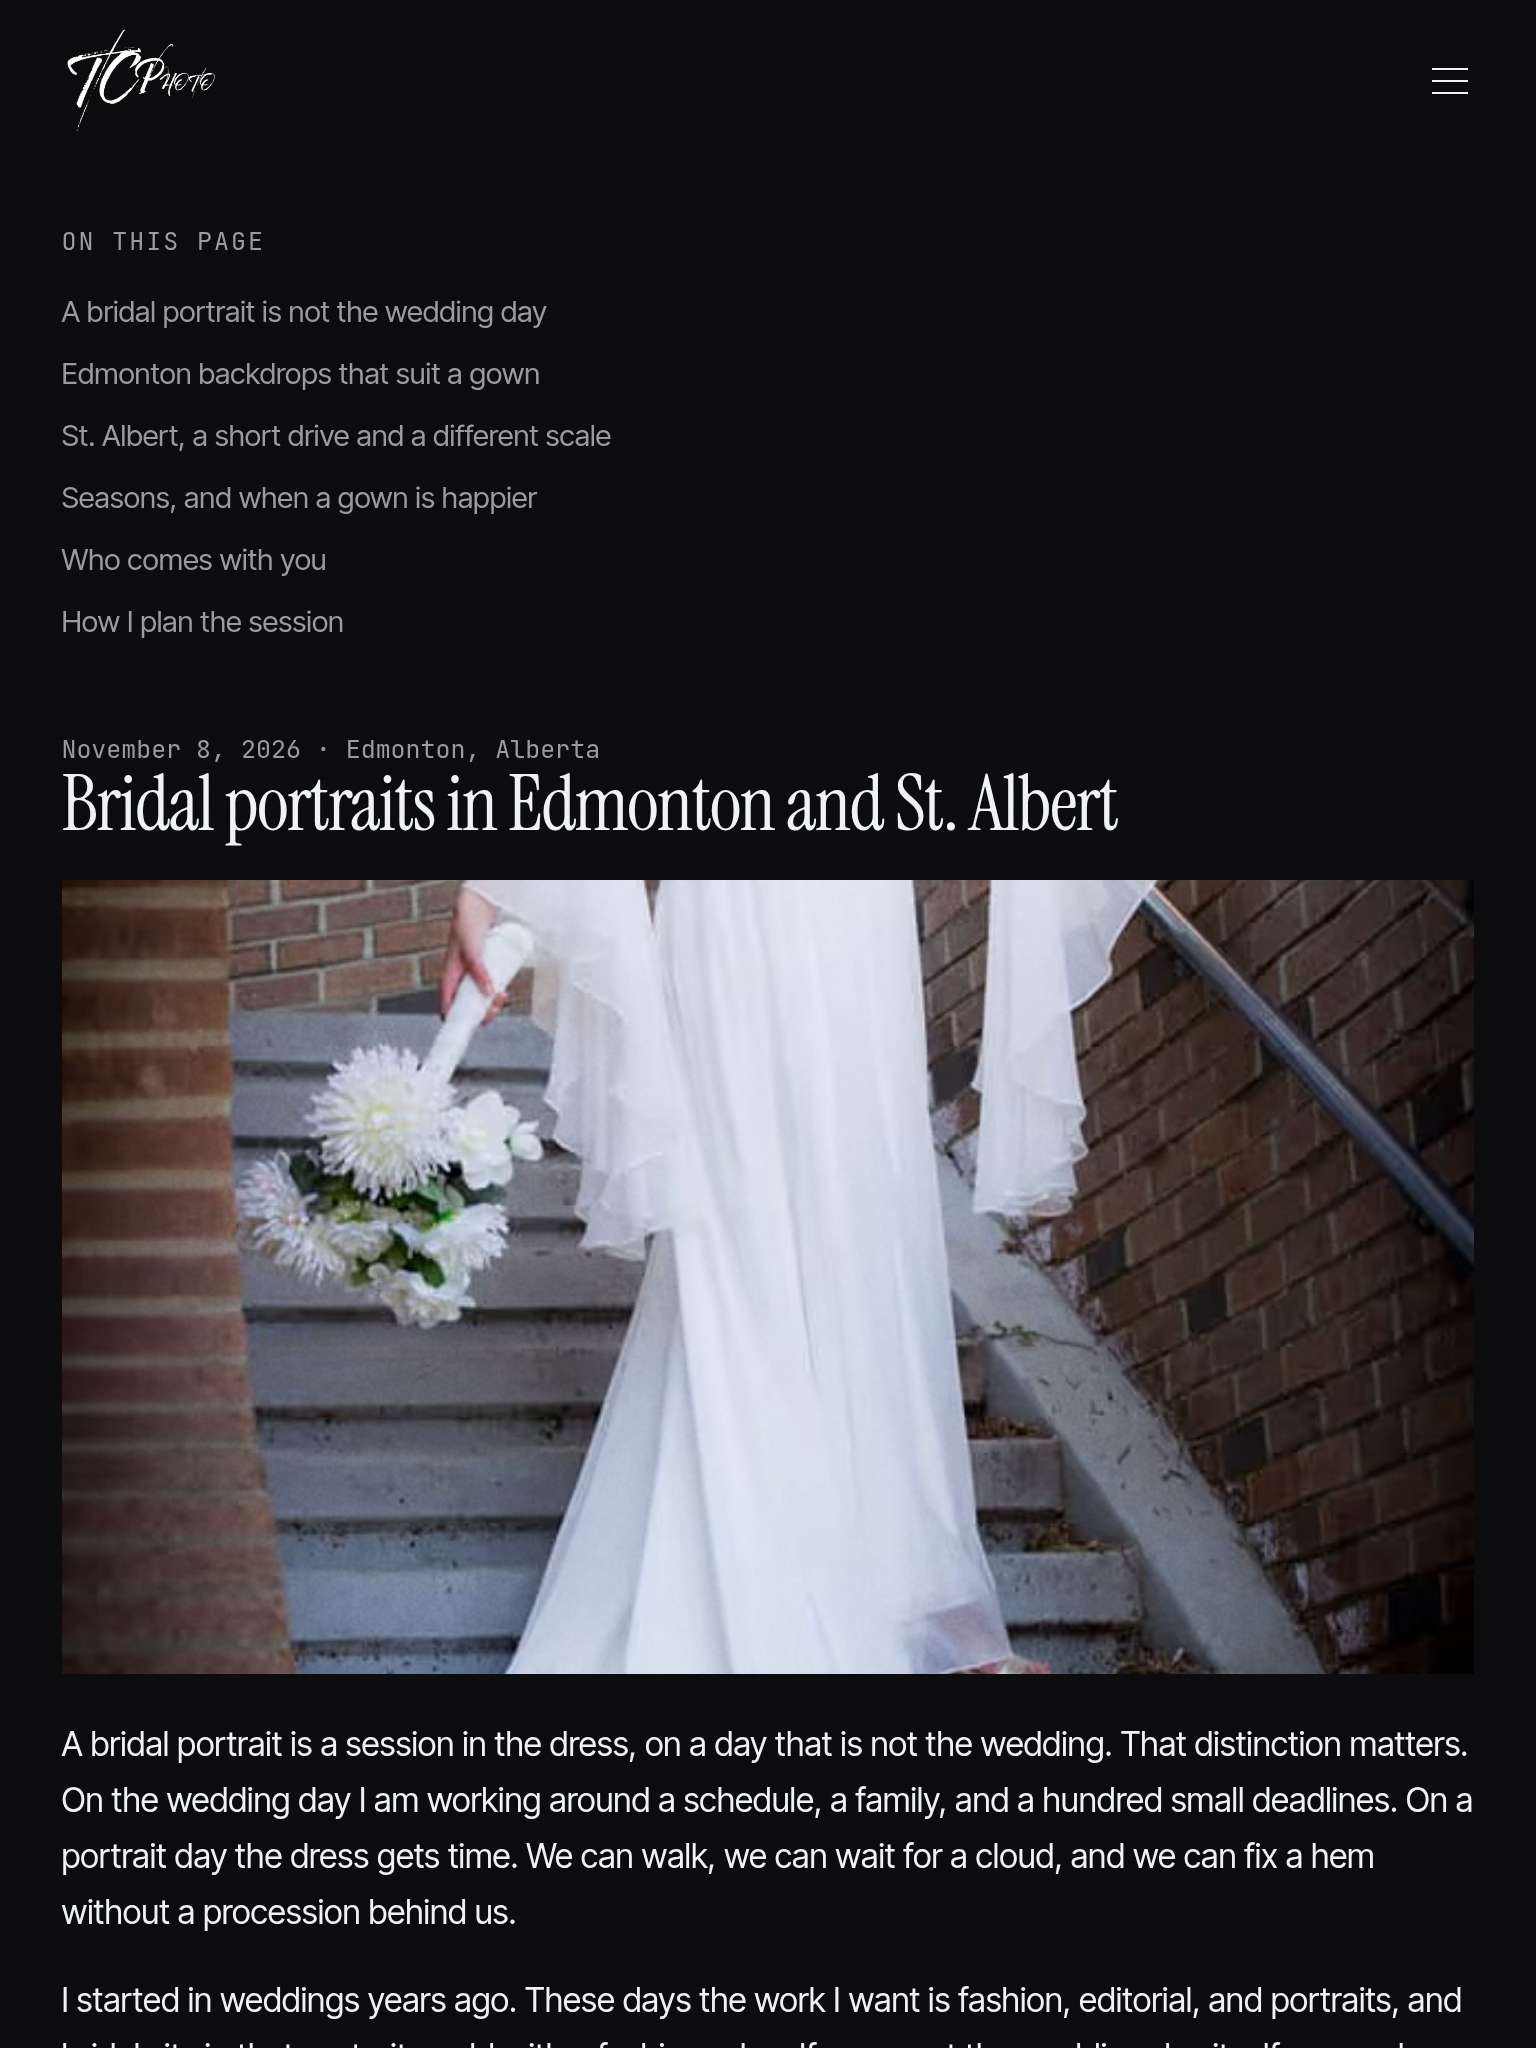 TCPHOTO
ON THIS PAGE
A bridal portrait is not the wedding day
Edmonton backdrops that suit a gown
St. Albert, a short drive and a different scale
Seasons, and when a gown is happier
Who comes with you
How I plan the session
November 8, 2026 · Edmonton, Alberta
Bridal portraits in Edmonton and St. Albert
A bridal portrait is a session in the dress, on a day that is not the wedding. That distinction matters.
On the wedding day I am working around a schedule, a family, and a hundred small deadlines. On a
portrait day the dress gets time. We can walk, we can wait for a cloud, and we can fix a hem
without a procession behind us.
I started in weddings years ago. These days the work I want is fashion, editorial, and portraits, and